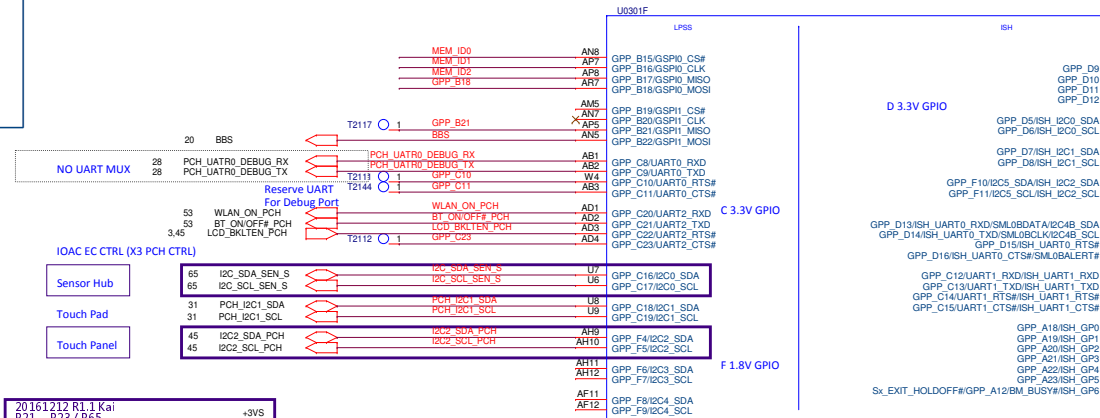 U0301F
LPSS ISH
MEM_ID0 AN8 GPP_B15/GSPI0_CS#
MEM_ID1 AP7 GPP_B16/GSPI0_CLK GPP_D9
MEM_ID2 AP8 GPP_B17/GSPI0_MISO GPP_D10
GPP_B18 AR7 GPP_B18/GSPI0_MOSI GPP_D11
GPP_D12
D 3.3V GPIO
AM5 GPP_B19/GSPI1_CS#
AN7 GPP_B20/GSPI1_CLK GPP_D5/ISH_I2C0_SDA
T2117 1 GPP_B21 AP5 GPP_B21/GSPI1_MISO GPP_D6/ISH_I2C0_SCL
20 BBS BBS AN5 GPP_B22/GSPI1_MOSI
GPP_D7/ISH_I2C1_SDA
NO UART MUX 28 PCH_UATR0_DEBUG_RX PCH_UATR0_DEBUG_RX AB1 GPP_C8/UART0_RXD GPP_D8/ISH_I2C1_SCL
28 PCH_UATR0_DEBUG_TX PCH_UATR0_DEBUG_TX AB2 GPP_C9/UART0_TXD
T2111 1 GPP_C10 W4 GPP_C10/UART0_RTS# GPP_F10/I2C5_SDA/ISH_I2C2_SDA
T2144 1 GPP_C11 AB3 GPP_C11/UART0_CTS# GPP_F11/I2C5_SCL/ISH_I2C2_SCL
Reserve UART
For Debug Port
C 3.3V GPIO
53 WLAN_ON_PCH WLAN_ON_PCH AD1 GPP_C20/UART2_RXD
53 BT_ON/OFF#_PCH BT_ON/OFF#_PCH AD2 GPP_C21/UART2_TXD GPP_D13/ISH_UART0_RXD/SML0BDATA/I2C4B_SDA
3,45 LCD_BKLTEN_PCH LCD_BKLTEN_PCH AD3 GPP_C22/UART2_RTS# GPP_D14/ISH_UART0_TXD/SML0BCLK/I2C4B_SCL
T2112 1 GPP_C23 AD4 GPP_C23/UART2_CTS# GPP_D15/ISH_UART0_RTS#
GPP_D16/ISH_UART0_CTS#/SML0BALERT#
IOAC EC CTRL (X3 PCH CTRL)
Sensor Hub 65 I2C_SDA_SEN_S I2C_SDA_SEN_S U7 GPP_C16/I2C0_SDA GPP_C12/UART1_RXD/ISH_UART1_RXD
65 I2C_SCL_SEN_S I2C_SCL_SEN_S U6 GPP_C17/I2C0_SCL GPP_C13/UART1_TXD/ISH_UART1_TXD
GPP_C14/UART1_RTS#/ISH_UART1_RTS#
Touch Pad 31 PCH_I2C1_SDA PCH_I2C1_SDA U8 GPP_C18/I2C1_SDA GPP_C15/UART1_CTS#/ISH_UART1_CTS#
31 PCH_I2C1_SCL PCH_I2C1_SCL U9 GPP_C19/I2C1_SCL
GPP_A18/ISH_GP0
Touch Panel 45 I2C2_SDA_PCH I2C2_SDA_PCH AH9 GPP_F4/I2C2_SDA GPP_A19/ISH_GP1
45 I2C2_SCL_PCH I2C2_SCL_PCH AH10 GPP_F5/I2C2_SCL GPP_A20/ISH_GP2
GPP_A21/ISH_GP3
F 1.8V GPIO
AH11 GPP_F6/I2C3_SDA GPP_A22/ISH_GP4
AH12 GPP_F7/I2C3_SCL GPP_A23/ISH_GP5
Sx_EXIT_HOLDOFF#/GPP_A12/BM_BUSY#/ISH_GP6
AF11 GPP_F8/I2C4_SDA
AF12 GPP_F9/I2C4_SCL
20161212 R1.1 Kai
+3VS